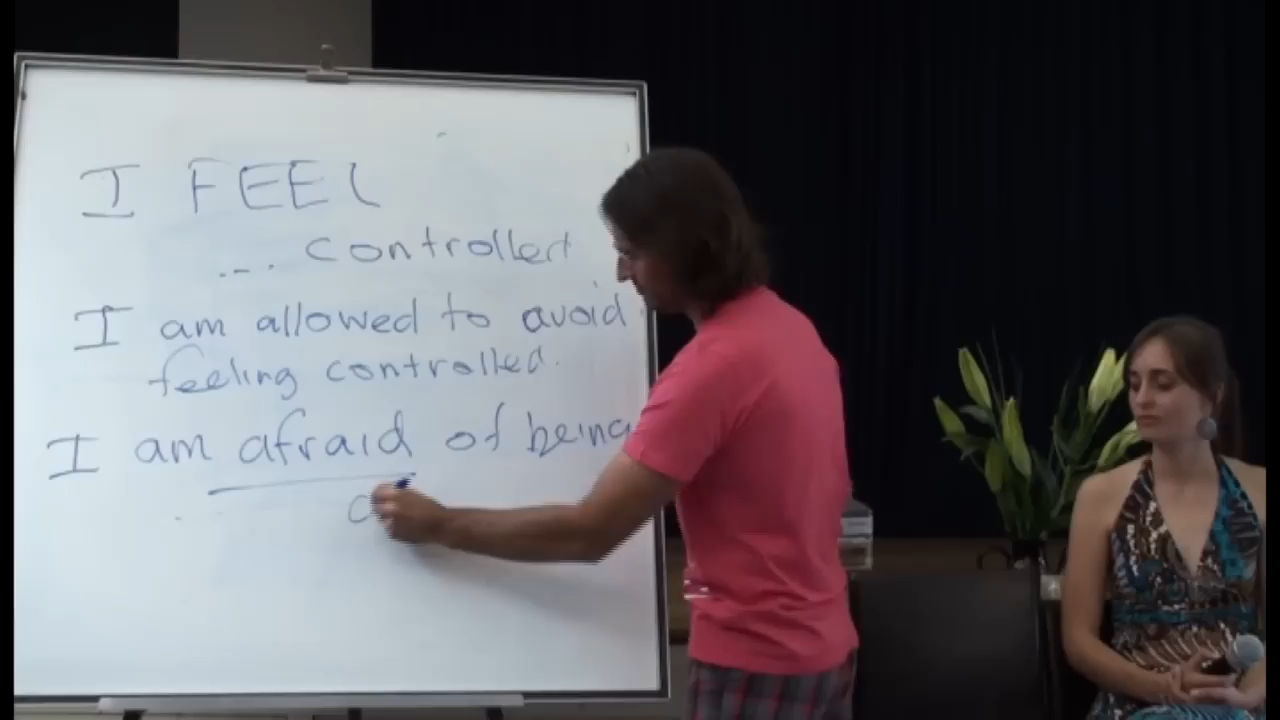 I FEEL
... controlled
I am allowed to avoid
feeling controlled.
I am afraid of being
c